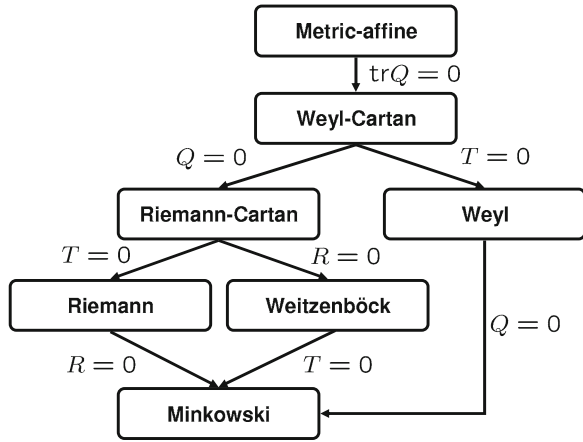 Metric-affine
trQ = 0
Weyl-Cartan
Q = 0
T = 0
Riemann-Cartan
Weyl
T = 0
R = 0
Riemann
Weitzenböck
Q = 0
R = 0
T = 0
Minkowski